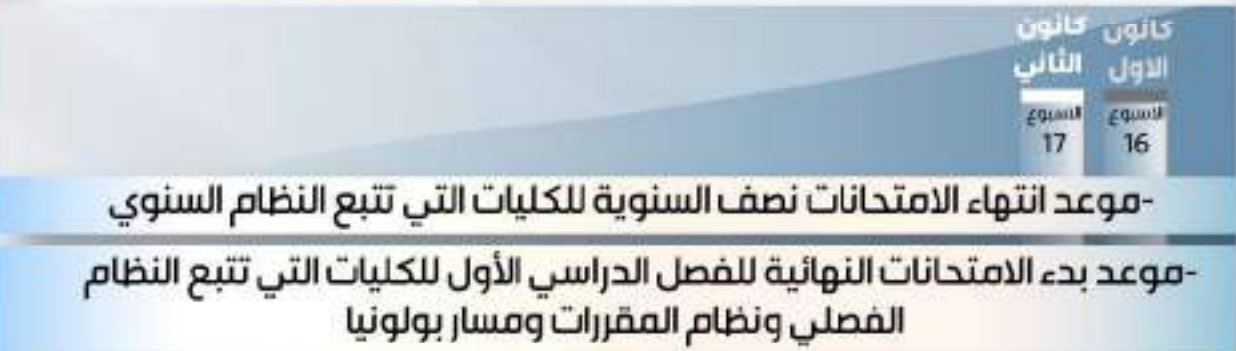 كانون الاول
الاسبوع
16
كانون الثاني
الاسبوع
17
-موعد انتهاء الامتحانات نصف السنوية للكليات التي تتبع النظام السنوي
-موعد بدء الامتحانات النهائية للفصل الدراسي الأول للكليات التي تتبع النظام
الفصلي ونظام المقررات ومسار بولونيا